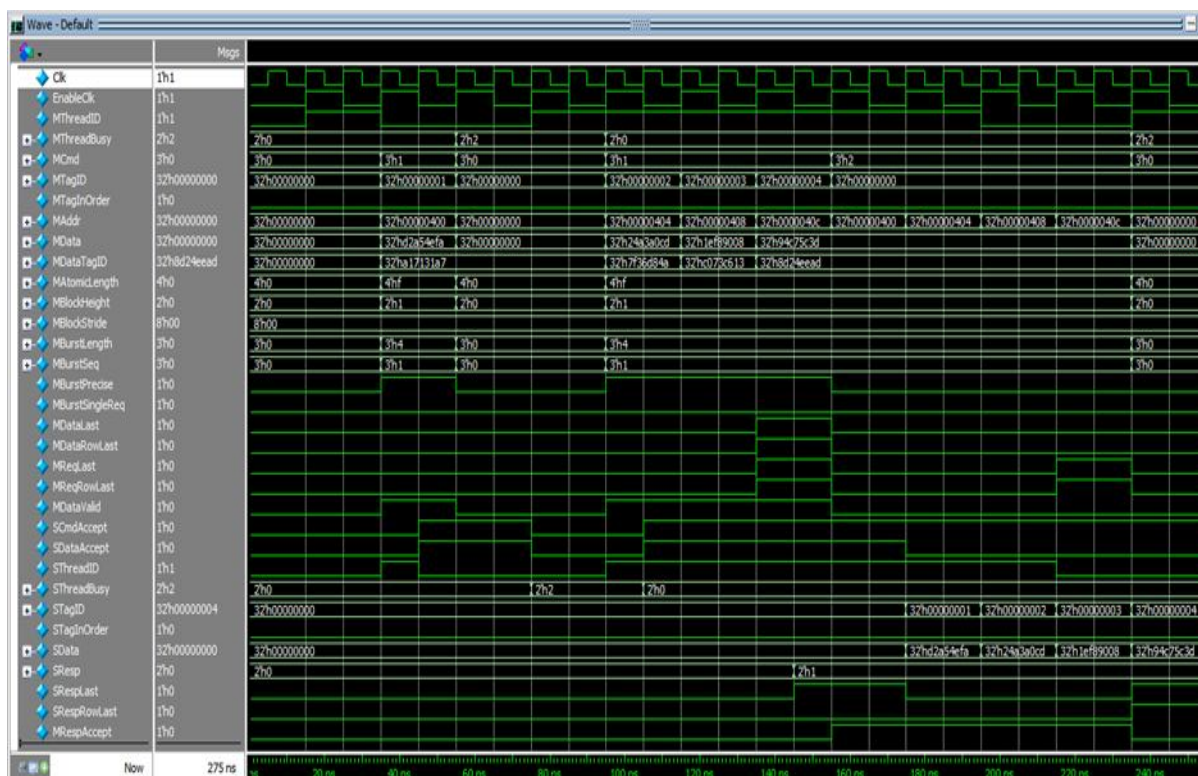 Wave - Default
Msgs
Clk 1'h1
EnableClk 1'h1
MThreadID 1'h1
MThreadBusy 2'h2 2'h0 2'h2 2'h0 2'h2
MCmd 3'h0 3'h0 3'h1 3'h0 3'h1 3'h2 3'h0
MTagID 32'h00000000 32'h00000000 32'h00000001 32'h00000000 32'h00000002 32'h00000003 32'h00000004 32'h00000000
MTagInOrder 1'h0
MAddr 32'h00000000 32'h00000000 32'h00000400 32'h00000000 32'h00000404 32'h00000408 32'h0000040c 32'h00000400 32'h00000404 32'h00000408 32'h0000040c 32'h00000000
MData 32'h00000000 32'h00000000 32'hd2a54efa 32'h00000000 32'h24a3a0cd 32'h1ef89008 32'h94c75c3d 32'h00000000
MDataTagID 32'h8d24eead 32'h00000000 32'ha17131a7 32'h7f36d84a 32'hc073c613 32'h8d24eead
MAtomicLength 4'h0 4'h0 4'hf 4'h0 4'hf 4'h0
MBlockHeight 2'h0 2'h0 2'h1 2'h0 2'h1 2'h0
MBlockStride 8'h00 8'h00
MBurstLength 3'h0 3'h0 3'h4 3'h0 3'h4 3'h0
MBurstSeq 3'h0 3'h0 3'h1 3'h0 3'h1 3'h0
MBurstPrecise 1'h0
MBurstSingleReq 1'h0
MDataLast 1'h0
MDataRowLast 1'h0
MReqLast 1'h0
MReqRowLast 1'h0
MDataValid 1'h0
SCmdAccept 1'h0
SDataAccept 1'h0
SThreadID 1'h1
SThreadBusy 2'h2 2'h0 2'h2 2'h0
STagID 32'h00000004 32'h00000000 32'h00000001 32'h00000002 32'h00000003 32'h00000004
STagInOrder 1'h0
SData 32'h00000000 32'h00000000 32'hd2a54efa 32'h24a3a0cd 32'h1ef89008 32'h94c75c3d
SResp 2'h0 2'h0 2'h1
SRespLast 1'h0
SRespRowLast 1'h0
MRespAccept 1'h0
Now 275 ns 20 ns 40 ns 60 ns 80 ns 100 ns 120 ns 140 ns 160 ns 180 ns 200 ns 220 ns 240 ns